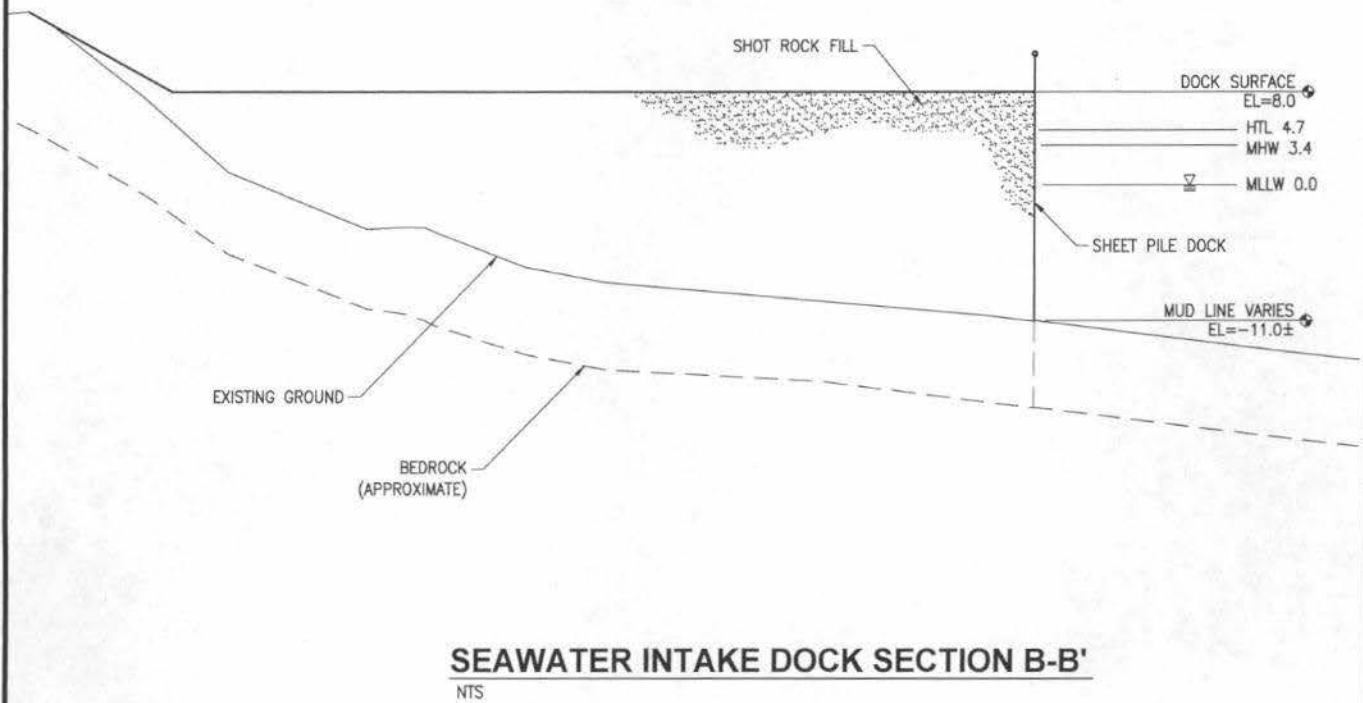 SHOT ROCK FILL
DOCK SURFACE
EL=8.0
HTL 4.7
MHW 3.4
MLLW 0.0
SHEET PILE DOCK
MUD LINE VARIES
EL=-11.0±
EXISTING GROUND
BEDROCK
(APPROXIMATE)
SEAWATER INTAKE DOCK SECTION B-B'
NTS